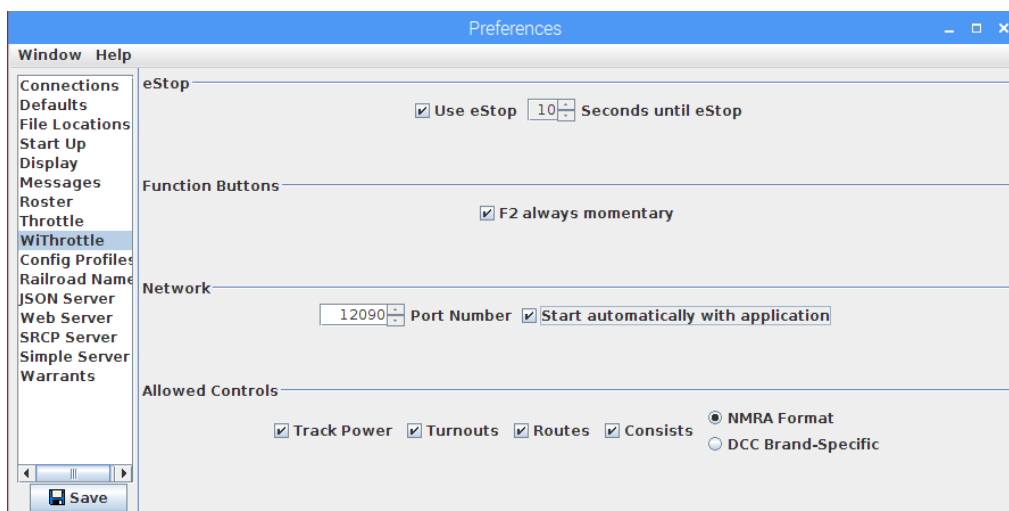 Preferences
Window Help
Connections
Defaults
File Locations
Start Up
Display
Messages
Roster
Throttle
WiThrottle
Config Profiles
Railroad Name
JSON Server
Web Server
SRCP Server
Simple Server
Warrants
Save
eStop
Use eStop 10 Seconds until eStop
Function Buttons
F2 always momentary
Network
12090 Port Number Start automatically with application
Allowed Controls
Track Power Turnouts Routes Consists
NMRA Format
DCC Brand-Specific